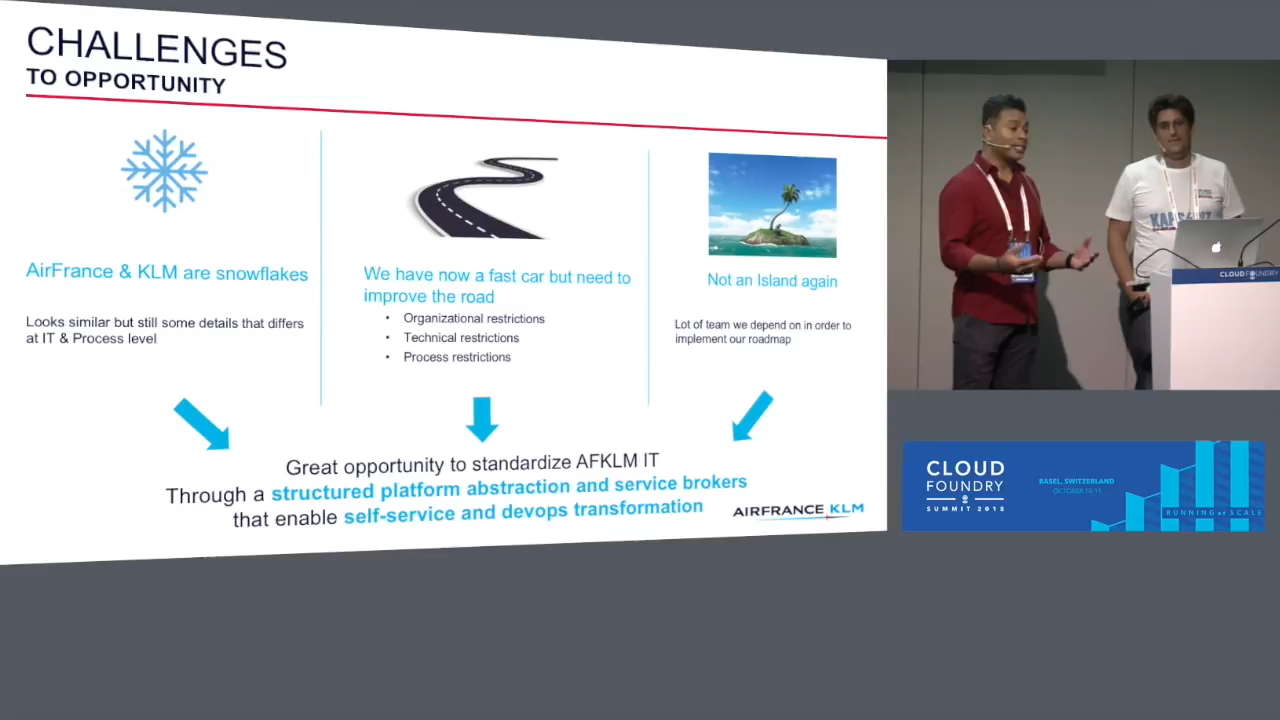 CHALLENGES
TO OPPORTUNITY
AirFrance & KLM are snowflakes
Looks similar but still some details that differs
at IT & Process level
We have now a fast car but need to
improve the road
• Organizational restrictions
• Technical restrictions
• Process restrictions
Not an Island again
Lot of team we depend on in order to
implement our roadmap
Great opportunity to standardize AFKLM IT
Through a structured platform abstraction and service brokers
that enable self-service and devops transformation
AIRFRANCE KLM
CLOUD FOUNDRY
CLOUD
FOUNDRY
SUMMIT 2018
BASEL, SWITZERLAND
OCTOBER 10-11
RUNNING at SCALE